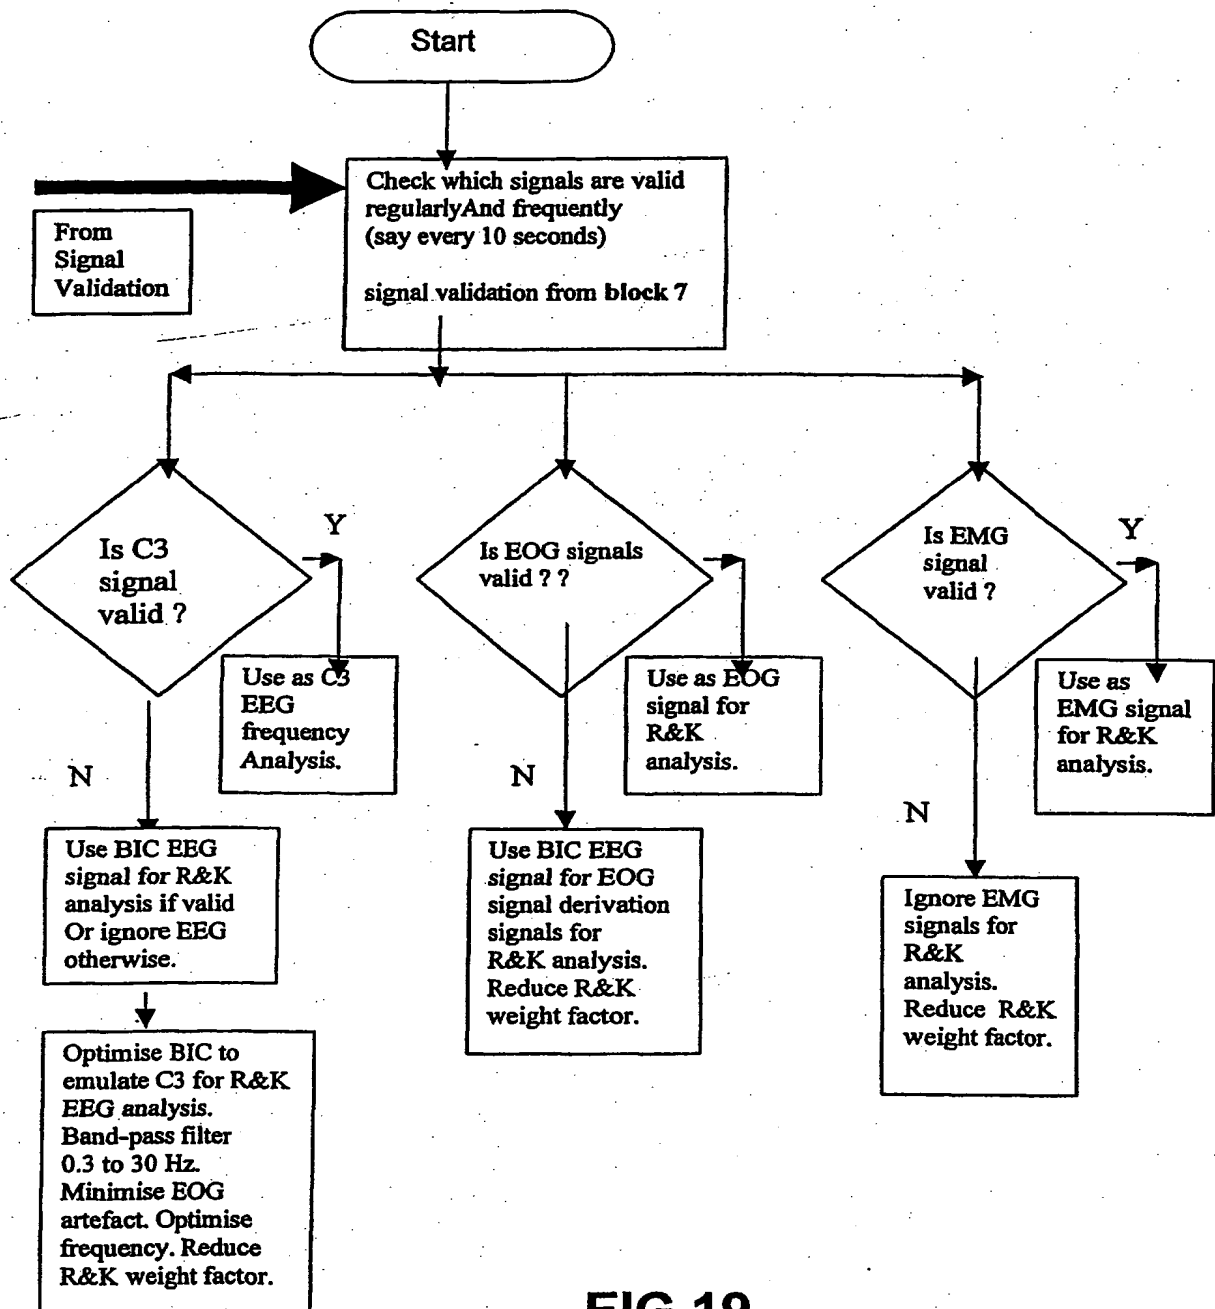 Start
Check which signals are valid
regularlyAnd frequently
(say every 10 seconds)
signal validation from block 7
From
Signal
Validation
Is C3
signal
valid ?
Y
Use as C3
EEG
frequency
Analysis.
N
Use BIC EEG
signal for R&K
analysis if valid
Or ignore EEG
otherwise.
Optimise BIC to
emulate C3 for R&K
EEG analysis.
Band-pass filter
0.3 to 30 Hz.
Minimise EOG
artefact. Optimise
frequency. Reduce
R&K weight factor.
Is EOG signals
valid ? ?
Use as EOG
signal for
R&K
analysis.
N
Use BIC EEG
signal for EOG
signal derivation
signals for
R&K analysis.
Reduce R&K
weight factor.
Is EMG
signal
valid ?
Y
Use as
EMG signal
for R&K
analysis.
N
Ignore EMG
signals for
R&K
analysis.
Reduce R&K
weight factor.
FIG 19